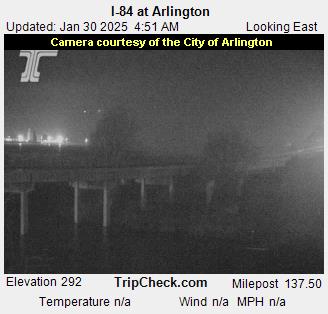 I-84 at Arlington
Updated: Jan 30 2025 4:51 AM Looking East
Camera courtesy of the City of Arlington
Elevation 292 TripCheck.com Milepost 137.50
Temperature n/a Wind n/a MPH n/a